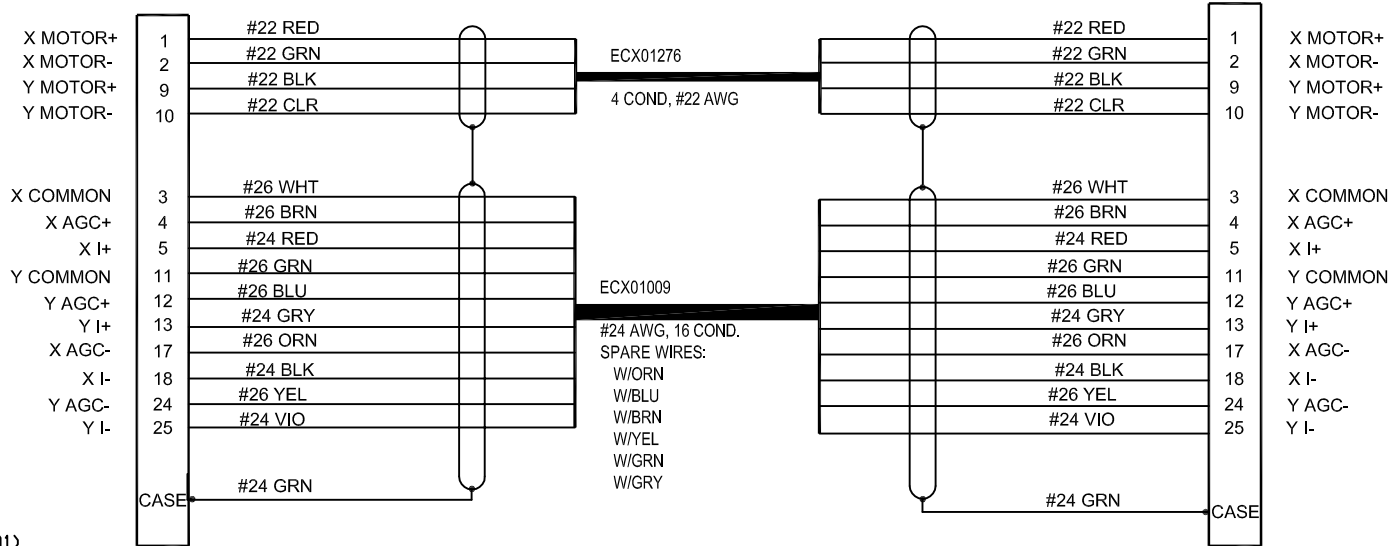 X MOTOR+ 1 #22 RED #22 RED 1 X MOTOR+
X MOTOR- 2 #22 GRN ECX01276 #22 GRN 2 X MOTOR-
Y MOTOR+ 9 #22 BLK #22 BLK 9 Y MOTOR+
Y MOTOR- 10 #22 CLR 4 COND, #22 AWG #22 CLR 10 Y MOTOR-
X COMMON 3 #26 WHT #26 WHT 3 X COMMON
X AGC+ 4 #26 BRN #26 BRN 4 X AGC+
X I+ 5 #24 RED #24 RED 5 X I+
Y COMMON 11 #26 GRN #26 GRN 11 Y COMMON
Y AGC+ 12 #26 BLU ECX01009 #26 BLU 12 Y AGC+
Y I+ 13 #24 GRY #24 GRY 13 Y I+
X AGC- 17 #26 ORN #24 AWG, 16 COND. #26 ORN 17 X AGC-
X I- 18 #24 BLK SPARE WIRES: #24 BLK 18 X I-
Y AGC- 24 #26 YEL W/ORN #26 YEL 24 Y AGC-
Y I- 25 #24 VIO W/BLU #24 VIO 25 Y I-
W/BRN
W/YEL
W/GRN
W/GRY
CASE #24 GRN #24 GRN CASE